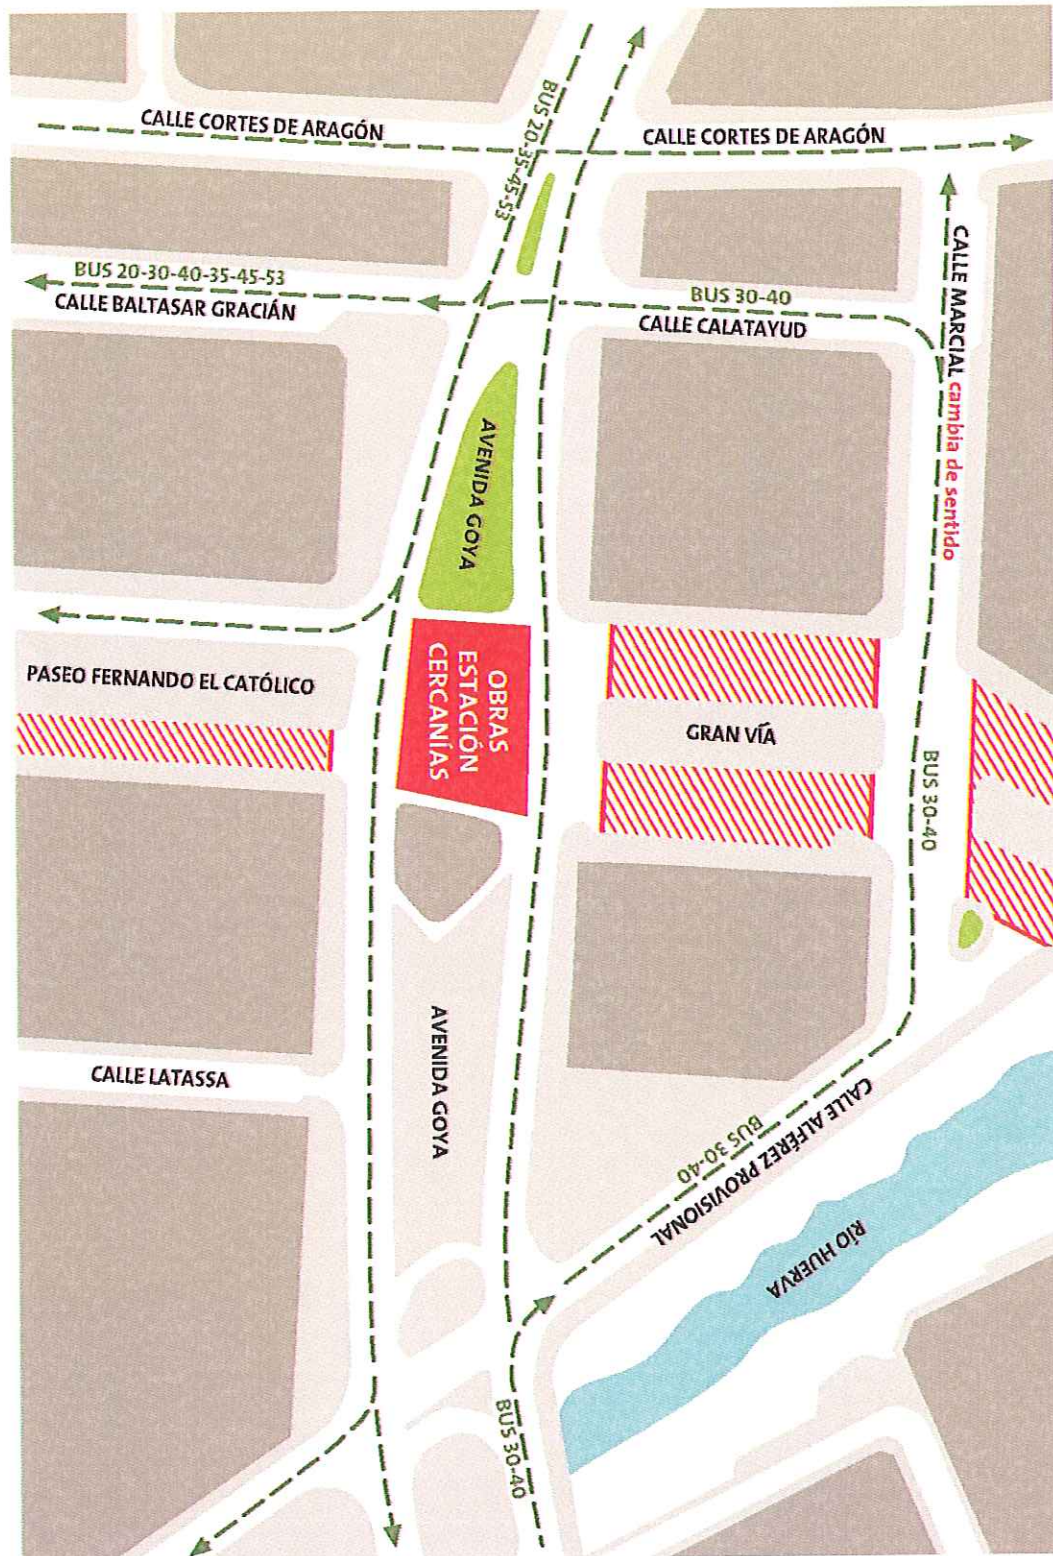 CALLE CORTES DE ARAGÓN
CALLE CORTES DE ARAGÓN
BUS 20-35-45-53
BUS 20-30-40-35-45-53
CALLE BALTASAR GRACIÁN
BUS 30-40
CALLE CALATAYUD
CALLE MARCIAL cambia de sentido
AVENIDA GOYA
OBRAS
ESTACIÓN
CERCANÍAS
PASEO FERNANDO EL CATÓLICO
GRAN VÍA
BUS 30-40
AVENIDA GOYA
CALLE LATASSA
BUS 30-40
CALLE ALFÉREZ PROVISIONAL
RÍO HUERVA
BUS 30-40